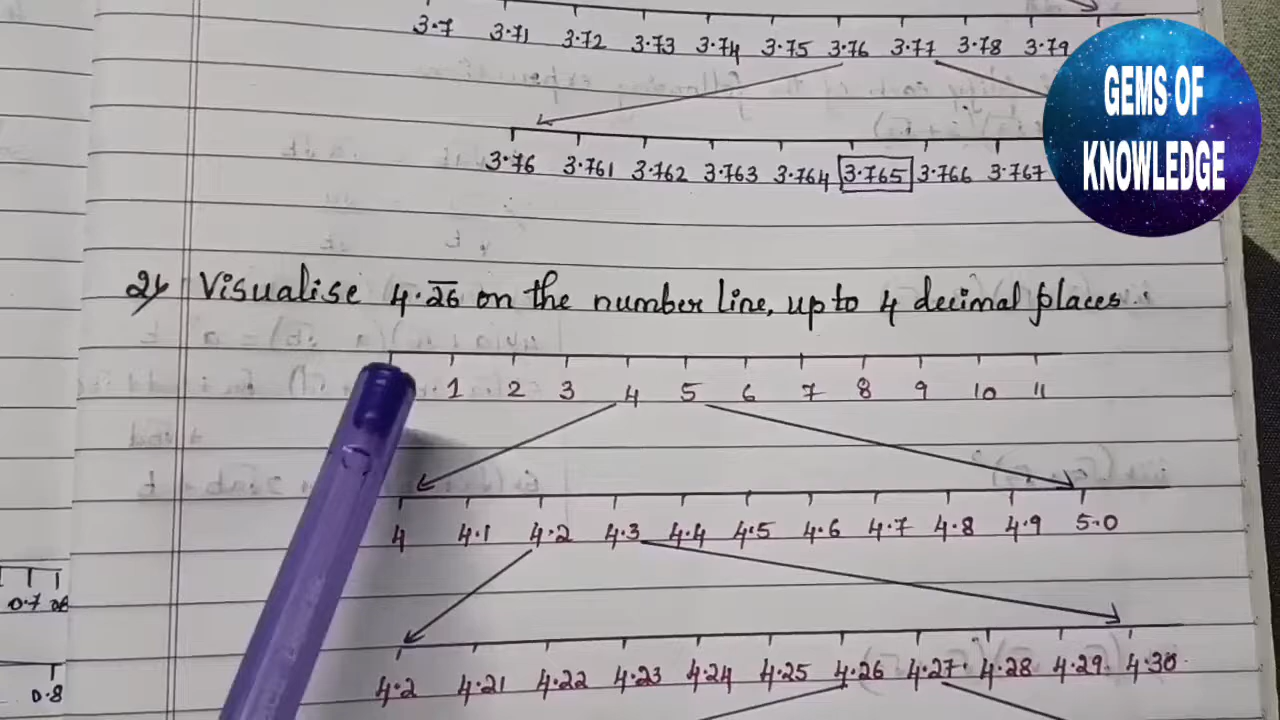 3.7 3.71 3.72 3.73 3.74 3.75 3.76 3.77 3.78 3.79
GEMS OF
KNOWLEDGE
3.76 3.761 3.762 3.763 3.764 3.765 3.766 3.767
2) Visualise 4.2̅6̅ on the number line, up to 4 decimal places.
1 2 3 4 5 6 7 8 9 10 11
4 4.1 4.2 4.3 4.4 4.5 4.6 4.7 4.8 4.9 5.0
0.7
4.2 4.21 4.22 4.23 4.24 4.25 4.26 4.27 4.28 4.29 4.30
0.8